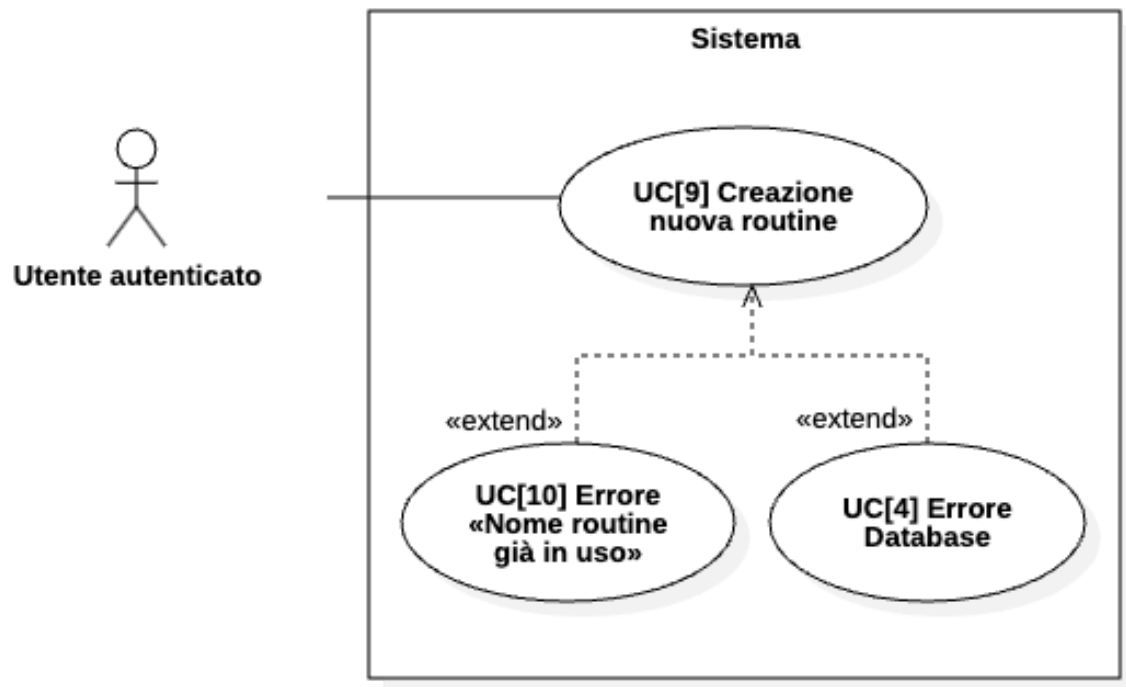 Sistema
UC[9] Creazione
nuova routine
Utente autenticato
«extend»
«extend»
UC[10] Errore
«Nome routine
già in uso»
UC[4] Errore
Database